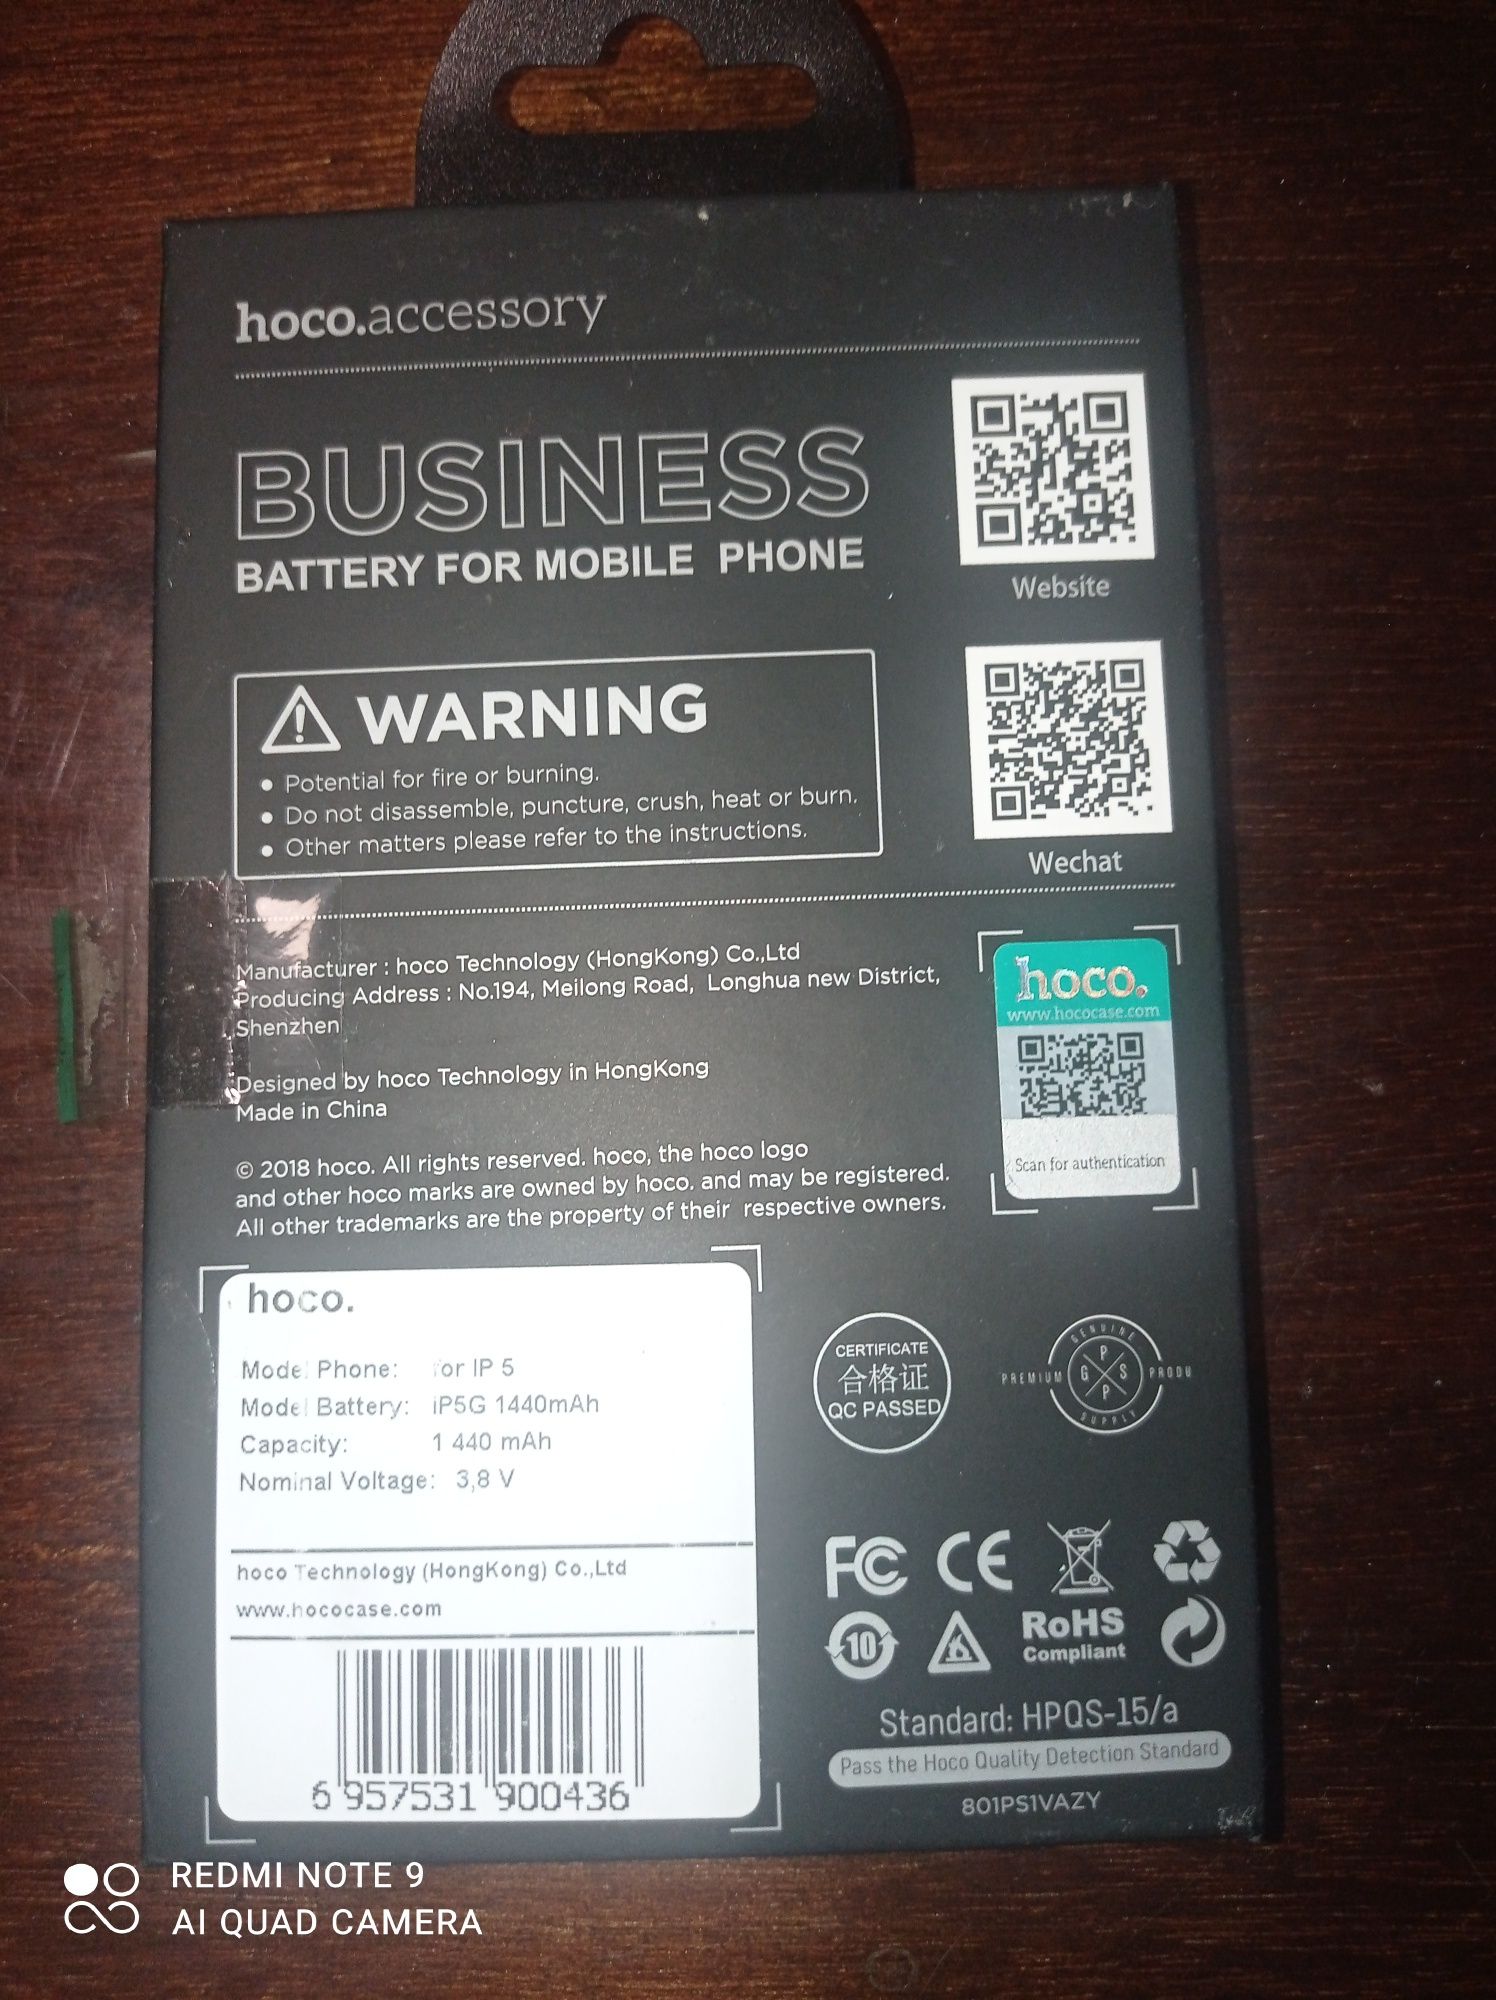 hoco.accessory
BUSINESS
BATTERY FOR MOBILE PHONE
Website
WARNING
• Potential for fire or burning.
• Do not disassemble, puncture, crush, heat or burn.
• Other matters please refer to the instructions.
Wechat
Manufacturer : hoco Technology (HongKong) Co.,Ltd
Producing Address : No.194, Meilong Road, Longhua new District,
Shenzhen
Designed by hoco Technology in HongKong
Made in China
© 2018 hoco. All rights reserved. hoco, the hoco logo
and other hoco marks are owned by hoco. and may be registered.
All other trademarks are the property of their respective owners.
hoco.
www.hococase.com
Scan for authentication
hoco.
Model Phone: for IP 5
Model Battery: iP5G 1440mAh
Capacity: 1 440 mAh
Nominal Voltage: 3,8 V
hoco Technology (HongKong) Co.,Ltd
www.hococase.com
6 957531 900436
CERTIFICATE
合格证
QC PASSED
GENUINE
PREMIUM G P S P PRODU
SUPPLY
FC CE
10
RoHS
Compliant
Standard: HPQS-15/a
Pass the Hoco Quality Detection Standard
801PS1VAZY
REDMI NOTE 9
AI QUAD CAMERA